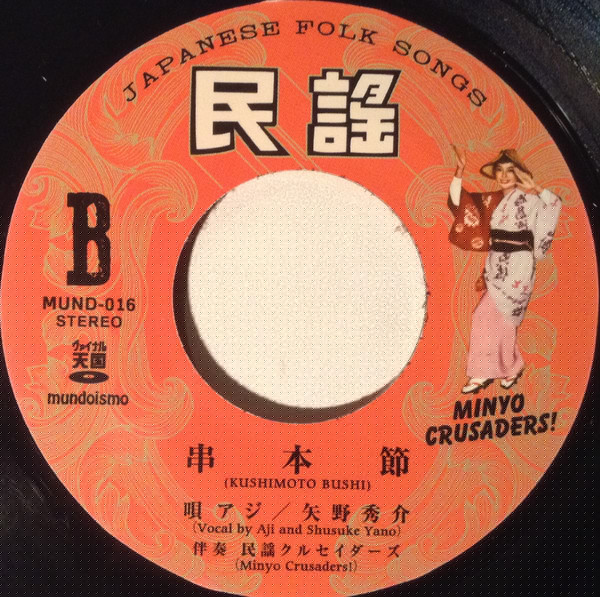 JAPANESE FOLK SONGS
民謡
B
MUND-016
STEREO
ヴァイナル
天国
mundoismo
MINYO
CRUSADERS!
串本節
(KUSHIMOTO BUSHI)
唄 アジ／矢野秀介
(Vocal by Aji and Shusuke Yano)
伴奏 民謡クルセイダーズ
(Minyo Crusaders!)